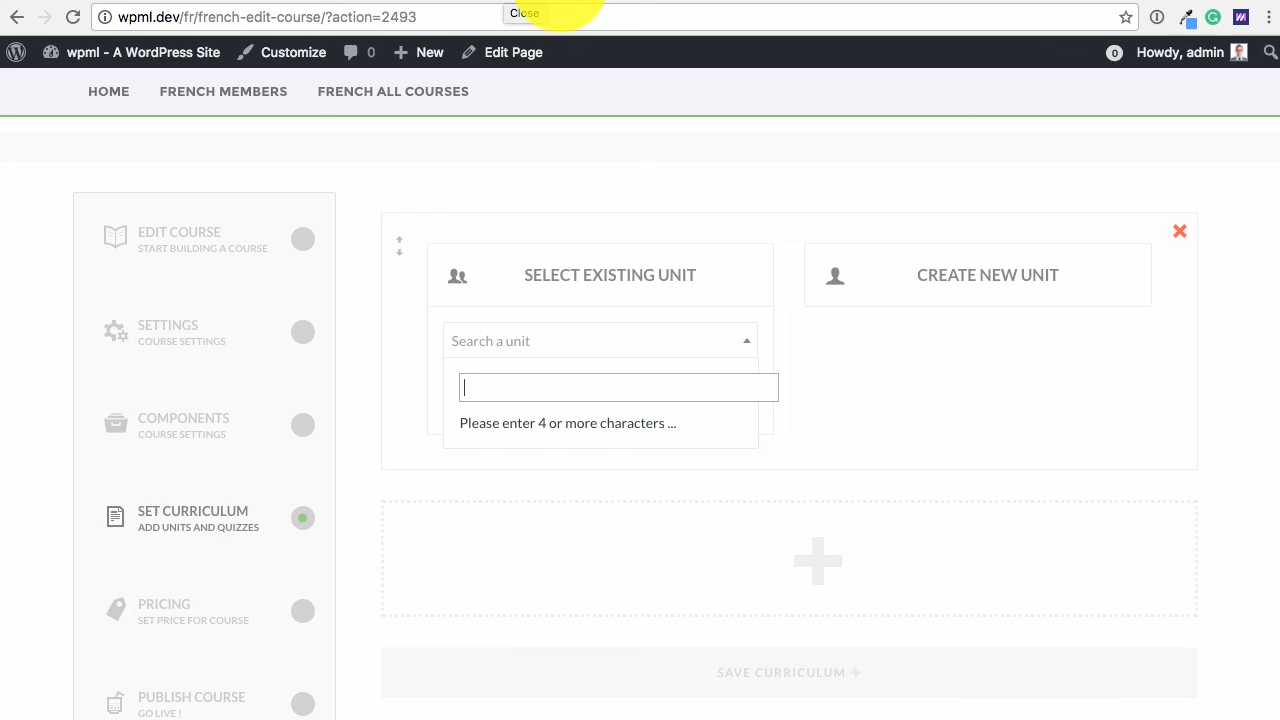 wpml.dev/fr/french-edit-course/?action=2493
Close
wpml - A WordPress Site
Customize
0
New
Edit Page
0
Howdy, admin
HOME
FRENCH MEMBERS
FRENCH ALL COURSES
EDIT COURSE
START BUILDING A COURSE
SETTINGS
COURSE SETTINGS
COMPONENTS
COURSE SETTINGS
SET CURRICULUM
ADD UNITS AND QUIZZES
PRICING
SET PRICE FOR COURSE
PUBLISH COURSE
GO LIVE !
SELECT EXISTING UNIT
Search a unit
Please enter 4 or more characters ...
CREATE NEW UNIT
SAVE CURRICULUM +